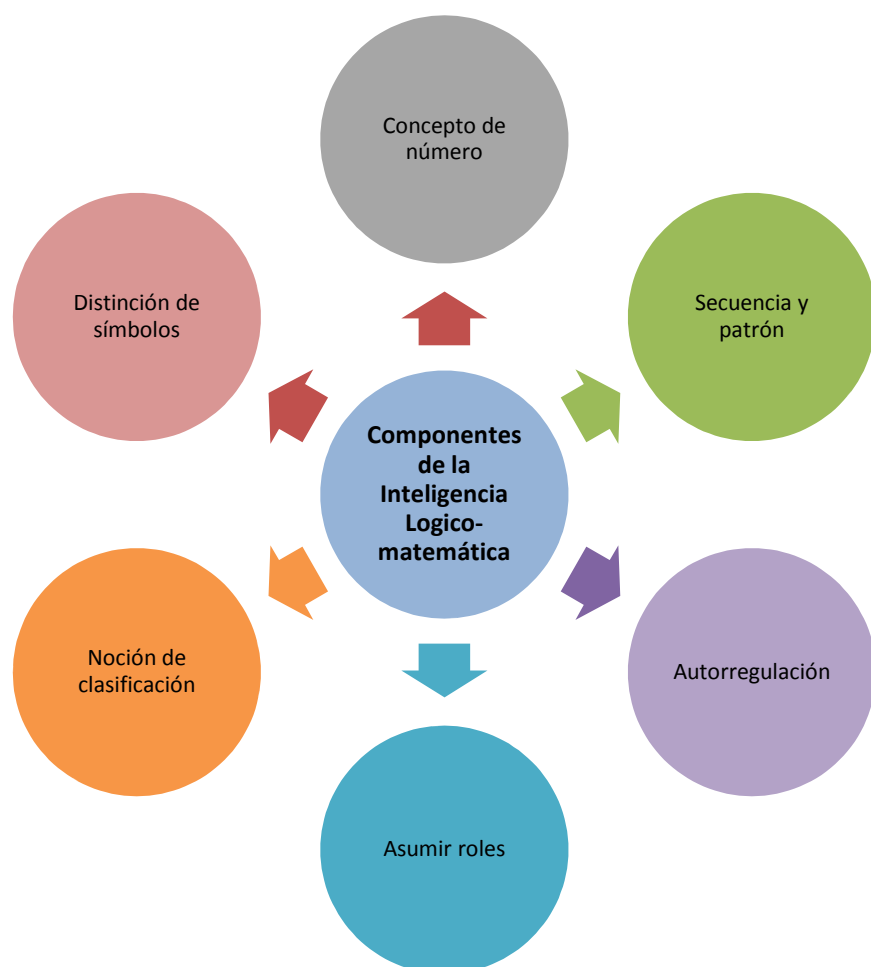 Concepto de
número
Secuencia y
patrón
Autorregulación
Asumir roles
Noción de
clasificación
Distinción de
símbolos
Componentes
de la
Inteligencia
Logico-
matemática